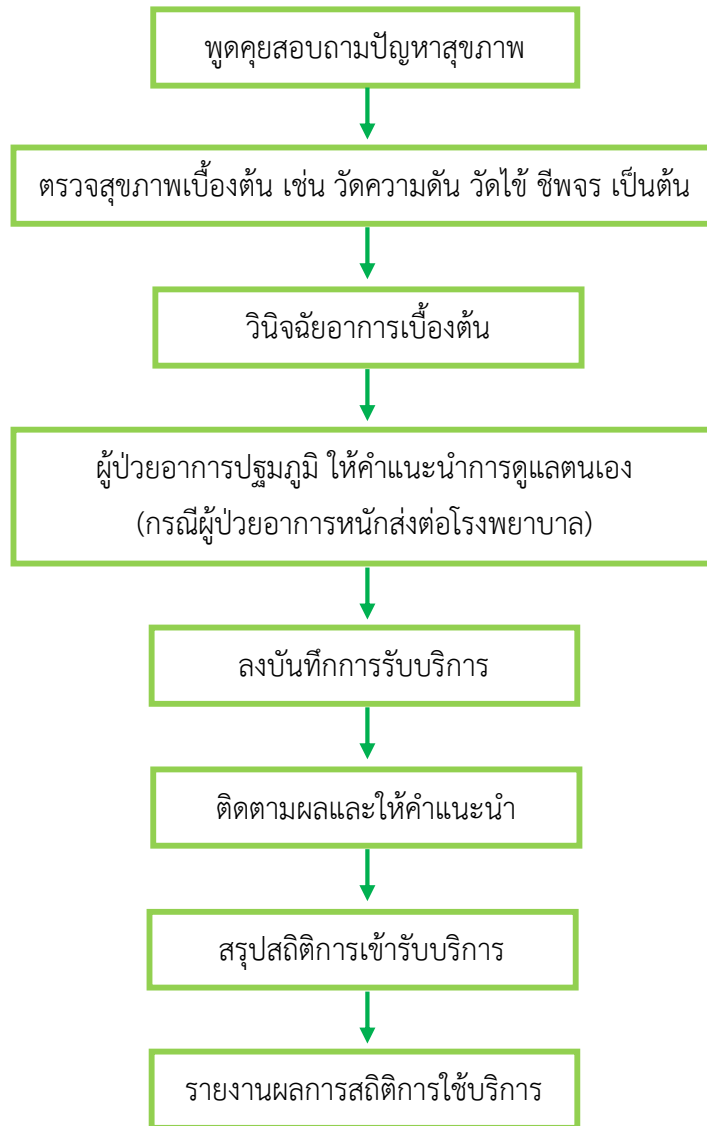 พูดคุยสอบถามปัญหาสุขภาพ
ตรวจสุขภาพเบื้องต้น เช่น วัดความดัน วัดไข้ ชีพจร เป็นต้น
วินิจฉัยอาการเบื้องต้น
ผู้ป่วยอาการปฐมภูมิ ให้คำแนะนำการดูแลตนเอง
(กรณีผู้ป่วยอาการหนักส่งต่อโรงพยาบาล)
ลงบันทึกการรับบริการ
ติดตามผลและให้คำแนะนำ
สรุปสถิติการเข้ารับบริการ
รายงานผลการสถิติการใช้บริการ